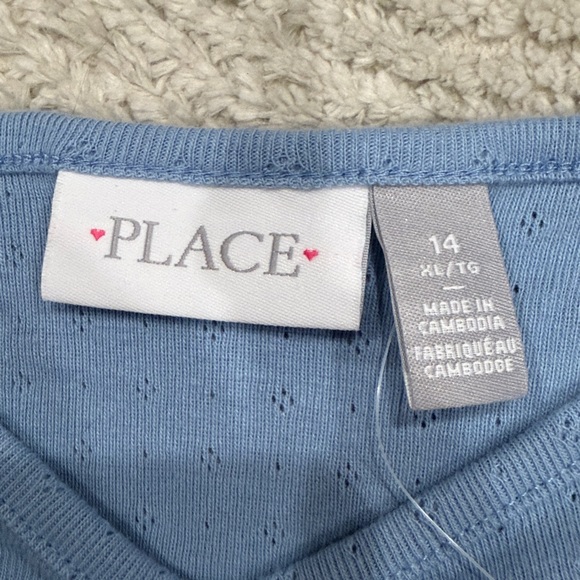 ♥PLACE♥
14
XL/TG
—
MADE IN
CAMBODIA
FABRIQUÉ AU
CAMBODGE